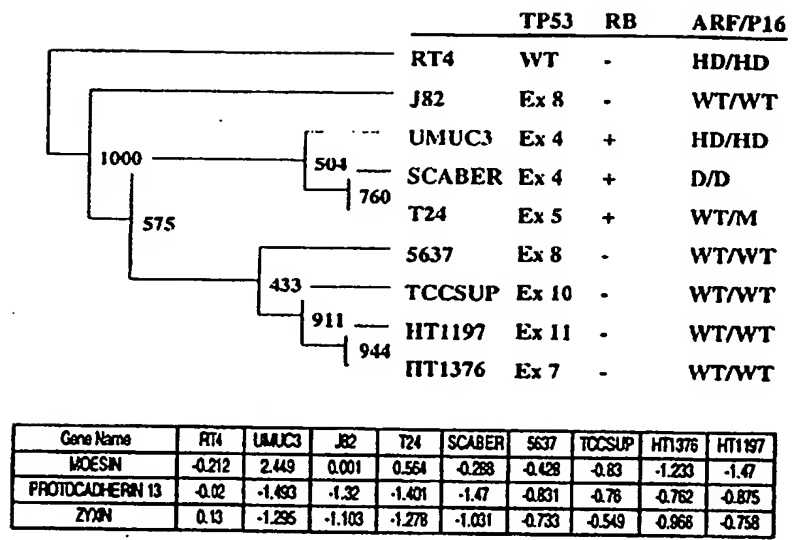 TP53 RB ARF/P16
RT4 WT - HD/HD
J82 Ex 8 - WT/WT
UMUC3 Ex 4 + HD/HD
1000 504 SCABER Ex 4 + D/D
760
575 T24 Ex 5 + WT/M
5637 Ex 8 - WT/WT
433 TCCSUP Ex 10 - WT/WT
911 HT1197 Ex 11 - WT/WT
944 HT1376 Ex 7 - WT/WT
Gene Name RT4 UMUC3 J82 T24 SCABER 5637 TCCSUP HT1376 HT1197
MOESIN -0.212 2.449 0.001 0.564 -0.288 -0.428 -0.83 -1.233 -1.47
PROTOCADHERIN 13 -0.02 -1.493 -1.32 -1.401 -1.47 -0.831 -0.76 -0.762 -0.875
ZYXIN 0.13 -1.295 -1.103 -1.278 -1.031 -0.733 -0.549 -0.966 -0.758